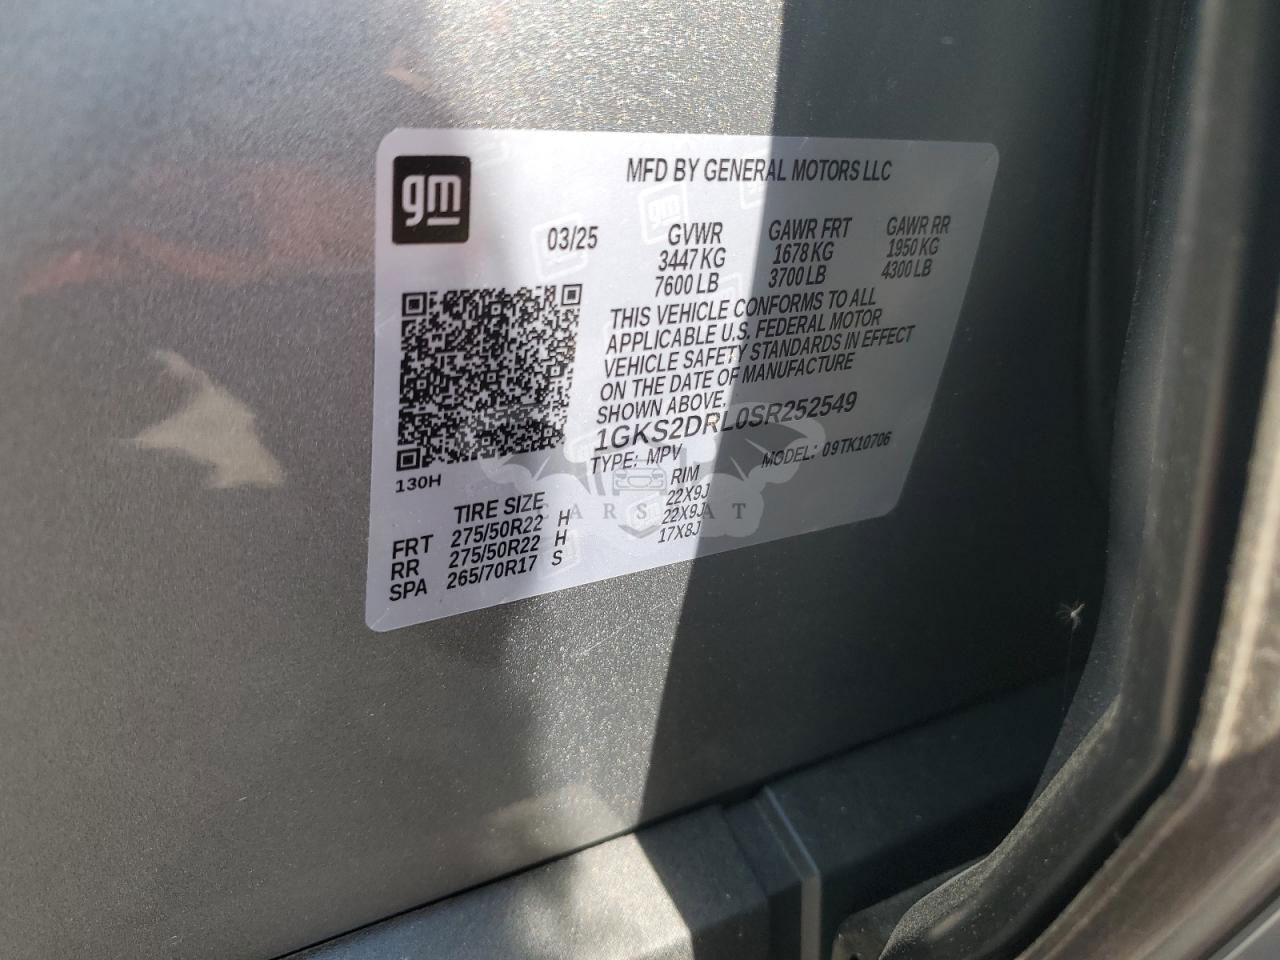 gm
MFD BY GENERAL MOTORS LLC
03/25
GVWR GAWR FRT GAWR RR
3447 KG 1678 KG 1950 KG
7600 LB 3700 LB 4300 LB
THIS VEHICLE CONFORMS TO ALL
APPLICABLE U.S. FEDERAL MOTOR
VEHICLE SAFETY STANDARDS IN EFFECT
ON THE DATE OF MANUFACTURE
SHOWN ABOVE.
1GKS2DRL0SR252549
TYPE: MPV MODEL: 09TK10706
130H
TIRE SIZE RIM
FRT 275/50R22 H 22X9J
RR 275/50R22 H 22X9J
SPA 265/70R17 S 17X8J